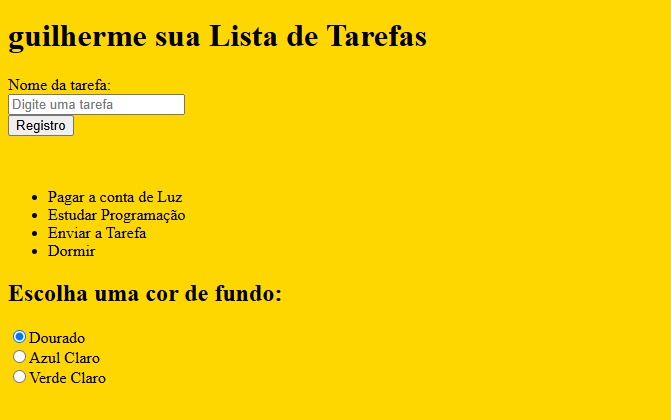 guilherme sua Lista de Tarefas
Nome da tarefa:
Digite uma tarefa
Registro
Pagar a conta de Luz
Estudar Programação
Enviar a Tarefa
Dormir
Escolha uma cor de fundo:
Dourado
Azul Claro
Verde Claro